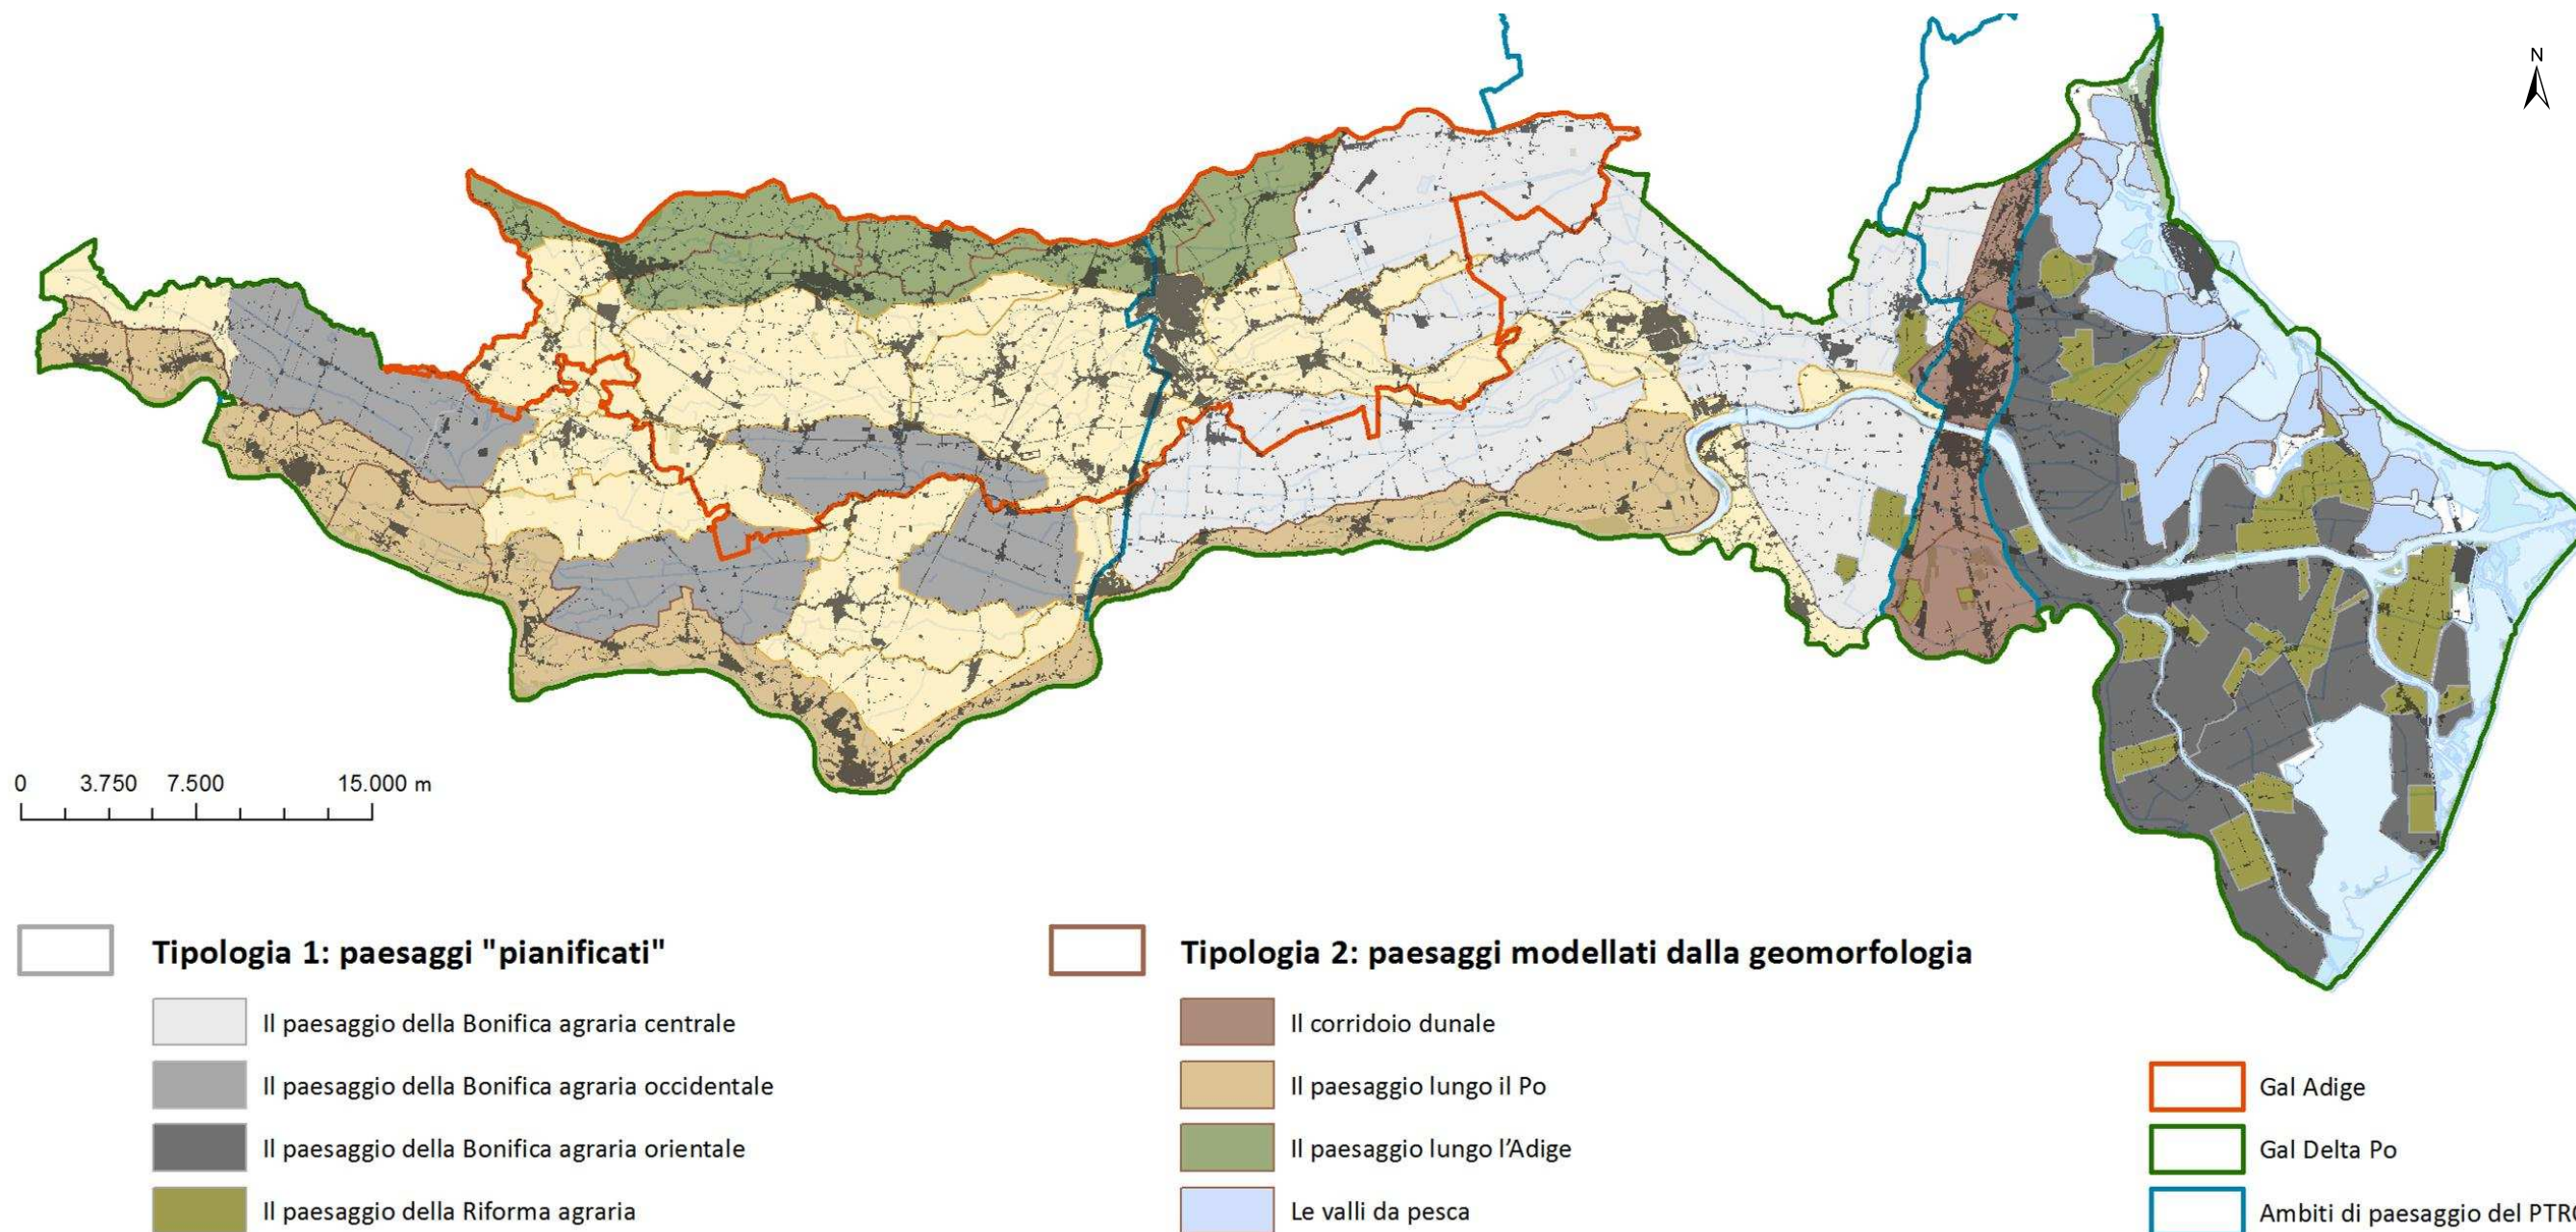 N
0 3.750 7.500 15.000 m
Tipologia 1: paesaggi "pianificati"
Il paesaggio della Bonifica agraria centrale
Il paesaggio della Bonifica agraria occidentale
Il paesaggio della Bonifica agraria orientale
Il paesaggio della Riforma agraria
Tipologia 2: paesaggi modellati dalla geomorfologia
Il corridoio dunale
Il paesaggio lungo il Po
Il paesaggio lungo l'Adige
Le valli da pesca
Gal Adige
Gal Delta Po
Ambiti di paesaggio del